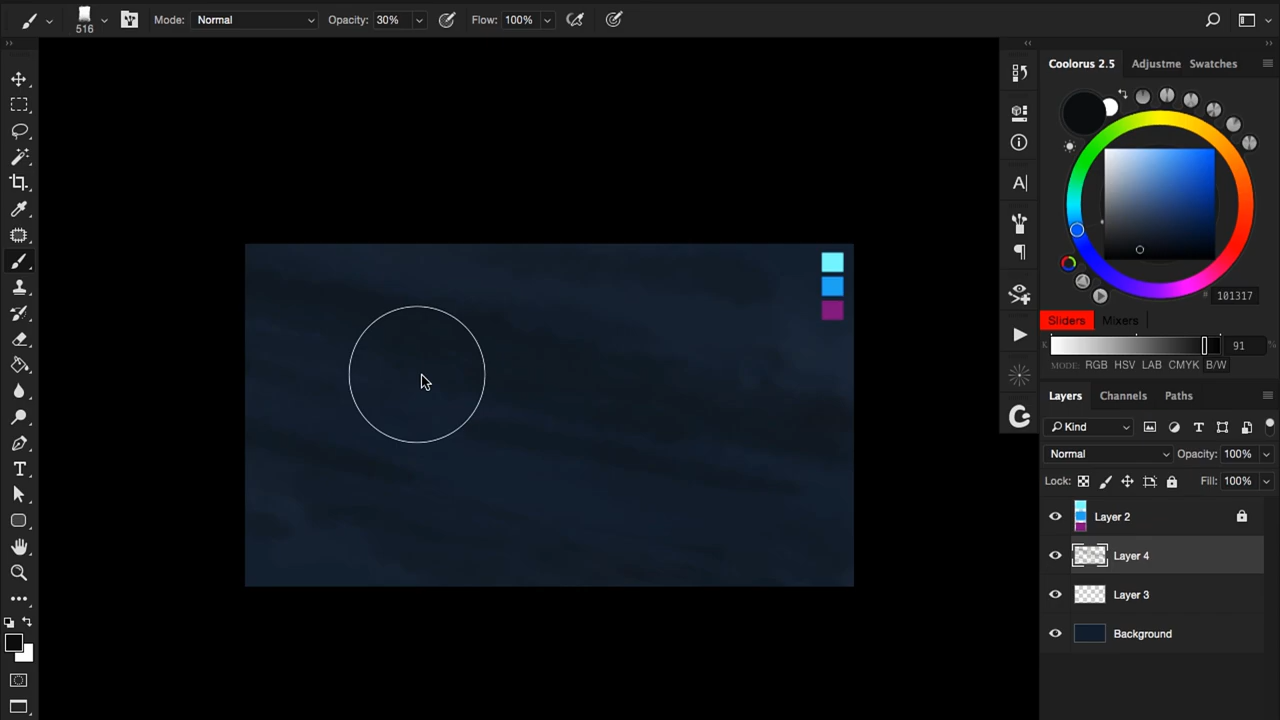 516 Mode: Normal Opacity: 30% Flow: 100%
Coolorus 2.5 Adjustme Swatches
# 101317
Sliders Mixers
K 91 %
MODE: RGB HSV LAB CMYK B/W
Layers Channels Paths
Kind
Normal Opacity: 100%
Lock: Fill: 100%
Layer 2
Layer 4
Layer 3
Background